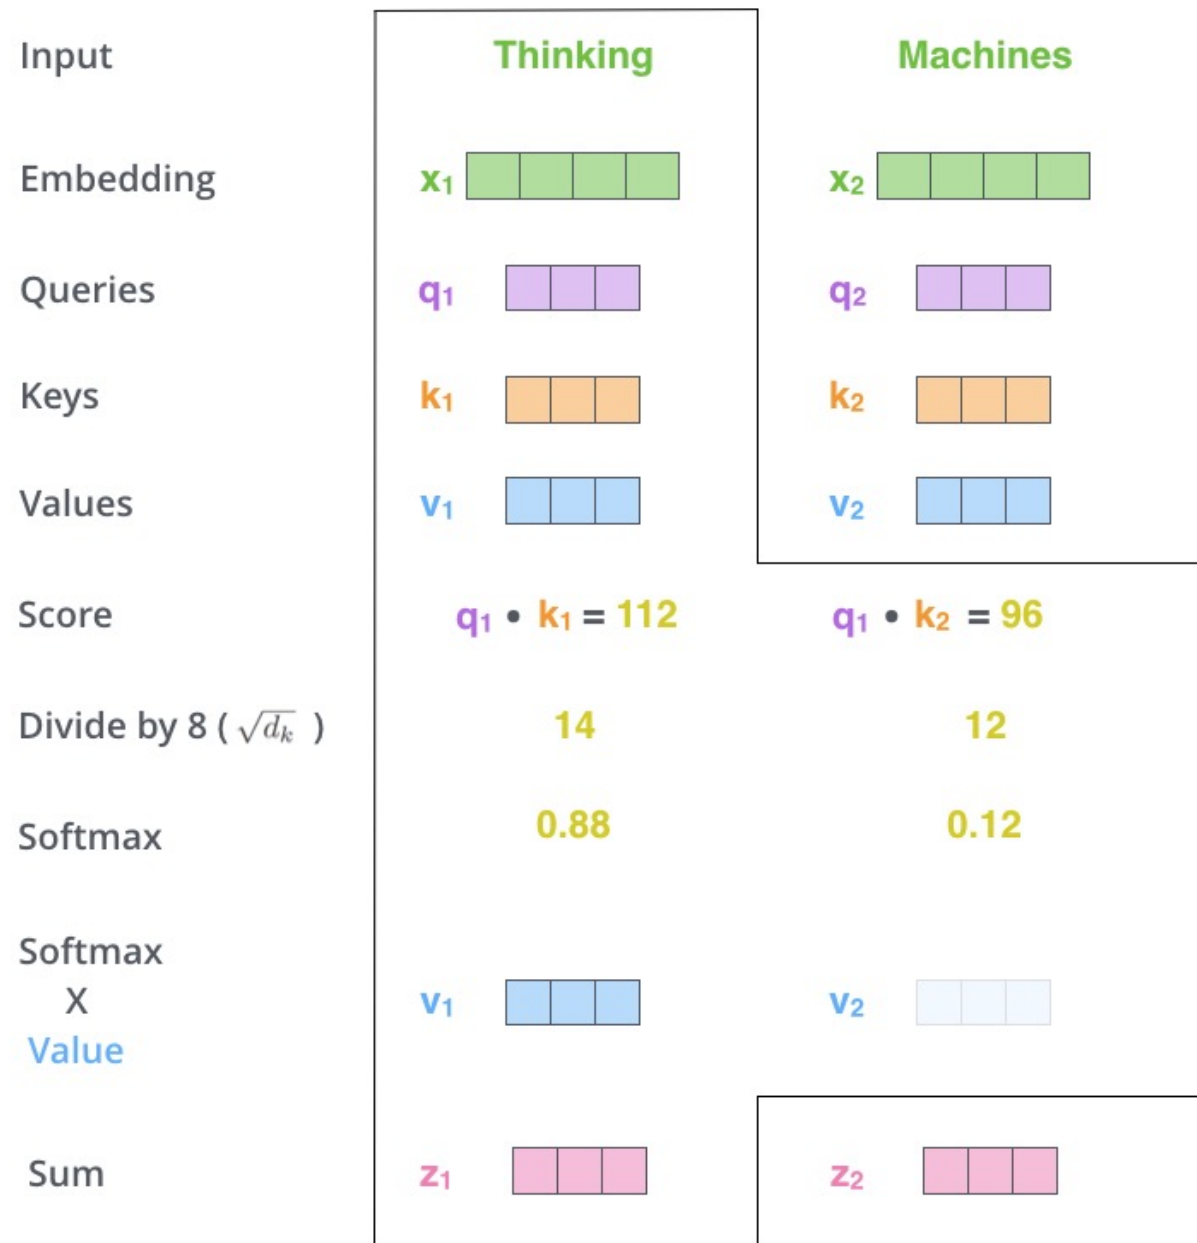 Input Thinking Machines
Embedding x₁ x₂
Queries q₁ q₂
Keys k₁ k₂
Values v₁ v₂
Score q₁ • k₁ = 112 q₁ • k₂ = 96
Divide by 8 ( √dₖ ) 14 12
Softmax 0.88 0.12
Softmax
X v₁ v₂
Value
Sum z₁ z₂